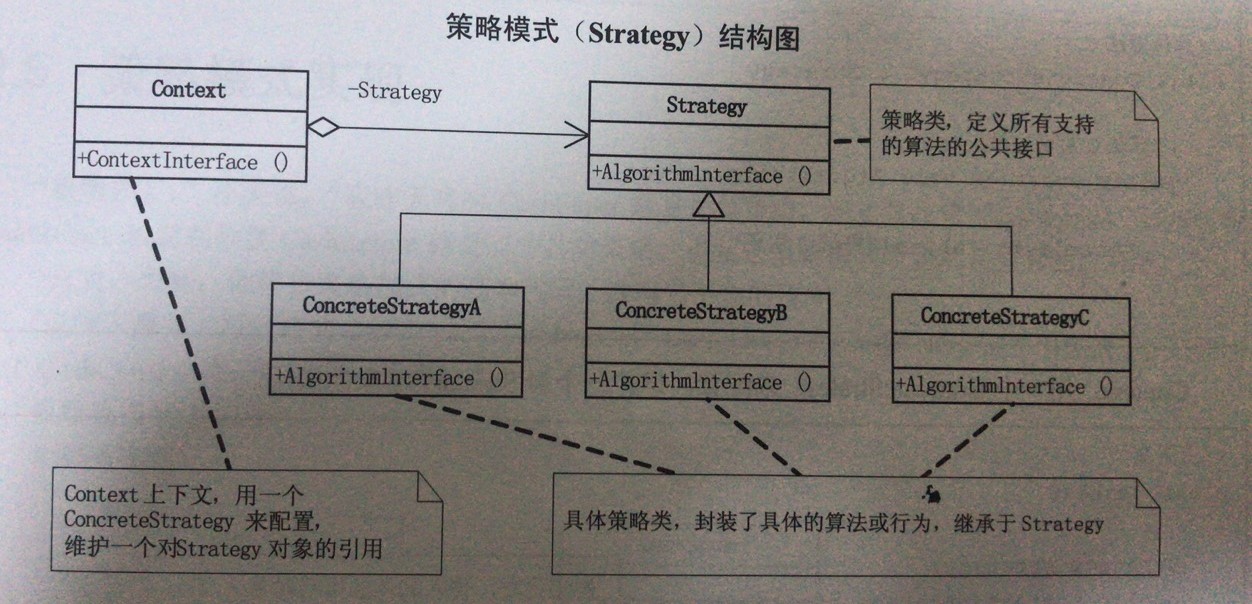 策略模式（Strategy）结构图
Context
-Strategy
Strategy
策略类，定义所有支持
的算法的公共接口
+ContextInterface ()
+AlgorithmInterface ()
ConcreteStrategyA
ConcreteStrategyB
ConcreteStrategyC
+AlgorithmInterface ()
+AlgorithmInterface ()
+AlgorithmInterface ()
Context 上下文，用一个
ConcreteStrategy 来配置，
维护一个对Strategy 对象的引用
具体策略类，封装了具体的算法或行为，继承于 Strategy